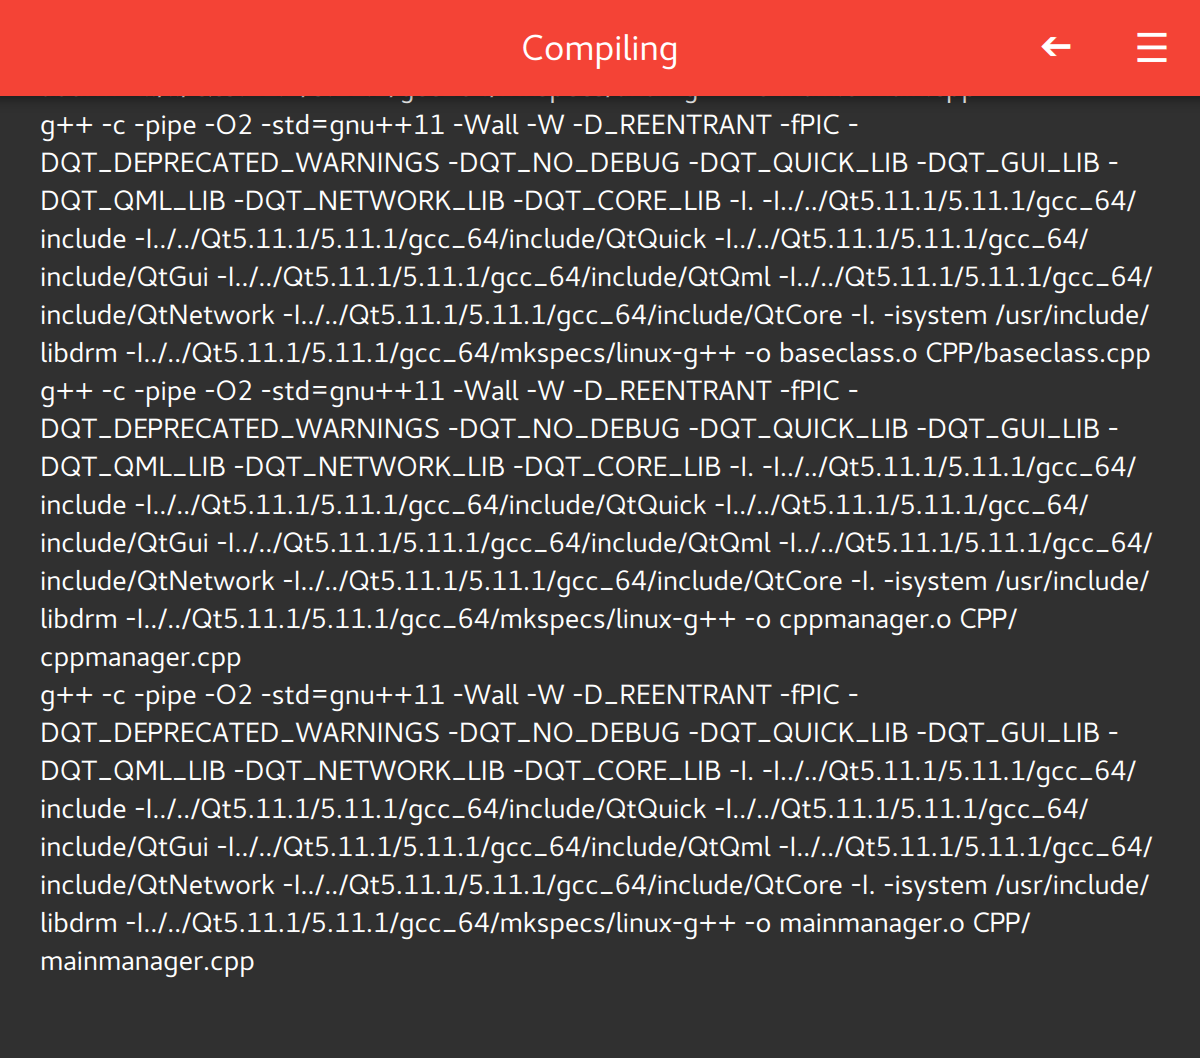 Compiling
g++ -c -pipe -O2 -std=gnu++11 -Wall -W -D_REENTRANT -fPIC -
DQT_DEPRECATED_WARNINGS -DQT_NO_DEBUG -DQT_QUICK_LIB -DQT_GUI_LIB -
DQT_QML_LIB -DQT_NETWORK_LIB -DQT_CORE_LIB -I. -I../../Qt5.11.1/5.11.1/gcc_64/
include -I../../Qt5.11.1/5.11.1/gcc_64/include/QtQuick -I../../Qt5.11.1/5.11.1/gcc_64/
include/QtGui -I../../Qt5.11.1/5.11.1/gcc_64/include/QtQml -I../../Qt5.11.1/5.11.1/gcc_64/
include/QtNetwork -I../../Qt5.11.1/5.11.1/gcc_64/include/QtCore -I. -isystem /usr/include/
libdrm -I../../Qt5.11.1/5.11.1/gcc_64/mkspecs/linux-g++ -o baseclass.o CPP/baseclass.cpp
g++ -c -pipe -O2 -std=gnu++11 -Wall -W -D_REENTRANT -fPIC -
DQT_DEPRECATED_WARNINGS -DQT_NO_DEBUG -DQT_QUICK_LIB -DQT_GUI_LIB -
DQT_QML_LIB -DQT_NETWORK_LIB -DQT_CORE_LIB -I. -I../../Qt5.11.1/5.11.1/gcc_64/
include -I../../Qt5.11.1/5.11.1/gcc_64/include/QtQuick -I../../Qt5.11.1/5.11.1/gcc_64/
include/QtGui -I../../Qt5.11.1/5.11.1/gcc_64/include/QtQml -I../../Qt5.11.1/5.11.1/gcc_64/
include/QtNetwork -I../../Qt5.11.1/5.11.1/gcc_64/include/QtCore -I. -isystem /usr/include/
libdrm -I../../Qt5.11.1/5.11.1/gcc_64/mkspecs/linux-g++ -o cppmanager.o CPP/
cppmanager.cpp
g++ -c -pipe -O2 -std=gnu++11 -Wall -W -D_REENTRANT -fPIC -
DQT_DEPRECATED_WARNINGS -DQT_NO_DEBUG -DQT_QUICK_LIB -DQT_GUI_LIB -
DQT_QML_LIB -DQT_NETWORK_LIB -DQT_CORE_LIB -I. -I../../Qt5.11.1/5.11.1/gcc_64/
include -I../../Qt5.11.1/5.11.1/gcc_64/include/QtQuick -I../../Qt5.11.1/5.11.1/gcc_64/
include/QtGui -I../../Qt5.11.1/5.11.1/gcc_64/include/QtQml -I../../Qt5.11.1/5.11.1/gcc_64/
include/QtNetwork -I../../Qt5.11.1/5.11.1/gcc_64/include/QtCore -I. -isystem /usr/include/
libdrm -I../../Qt5.11.1/5.11.1/gcc_64/mkspecs/linux-g++ -o mainmanager.o CPP/
mainmanager.cpp